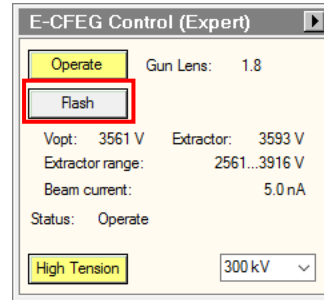 E-CFEG Control (Expert)
Operate Gun Lens: 1.8
Flash
Vopt: 3561 V Extractor: 3593 V
Extractor range: 2561...3916 V
Beam current: 5.0 nA
Status: Operate
High Tension 300 kV